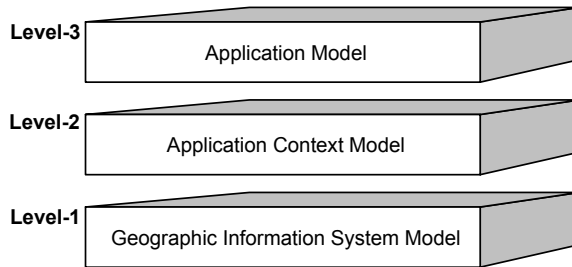 Level-3
Application Model
Level-2
Application Context Model
Level-1
Geographic Information System Model